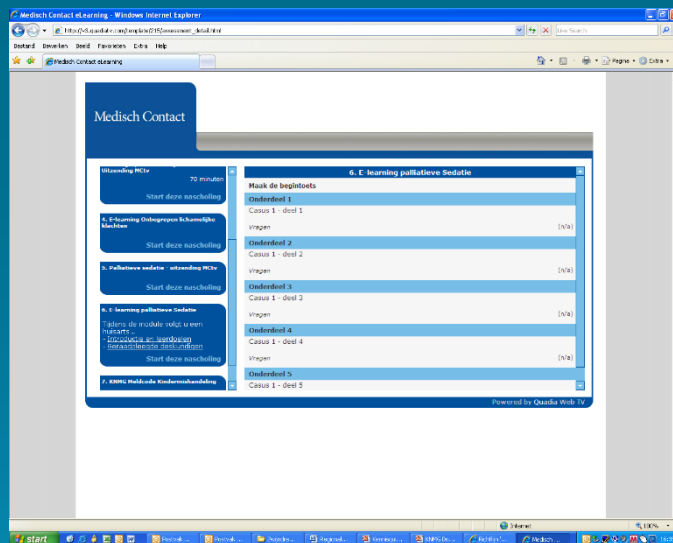 Medisch Contact eLearning - Windows Internet Explorer
Live Search
Bestand Bewerken Beeld Favorieten Extra Help
Medisch Contact eLearning
Pagina
Extra
Medisch Contact
Uitzending MCtv
70 minuten
Start deze nascholing
4. E-learning Onbegrepen lichamelijke
klachten
Start deze nascholing
5. Palliatieve sedatie - uitzending MCtv
Start deze nascholing
6. E-learning palliatieve Sedatie
Tijdens de module volgt u een
huisarts...
- Introductie en leerdoelen
- Geraadpleegde deskundigen
Start deze nascholing
7. KNMG Meldcode Kindermishandeling
6. E-learning palliatieve Sedatie
Maak de begintoets
Onderdeel 1
Casus 1 - deel 1
Vragen (n/a)
Onderdeel 2
Casus 1 - deel 2
Vragen (n/a)
Onderdeel 3
Casus 1 - deel 3
Vragen (n/a)
Onderdeel 4
Casus 1 - deel 4
Vragen (n/a)
Onderdeel 5
Casus 1 - deel 5
Powered by Quadia Web TV
Internet
100%
start
Postvak ...
Postvak ...
Regional...
Medisch ...